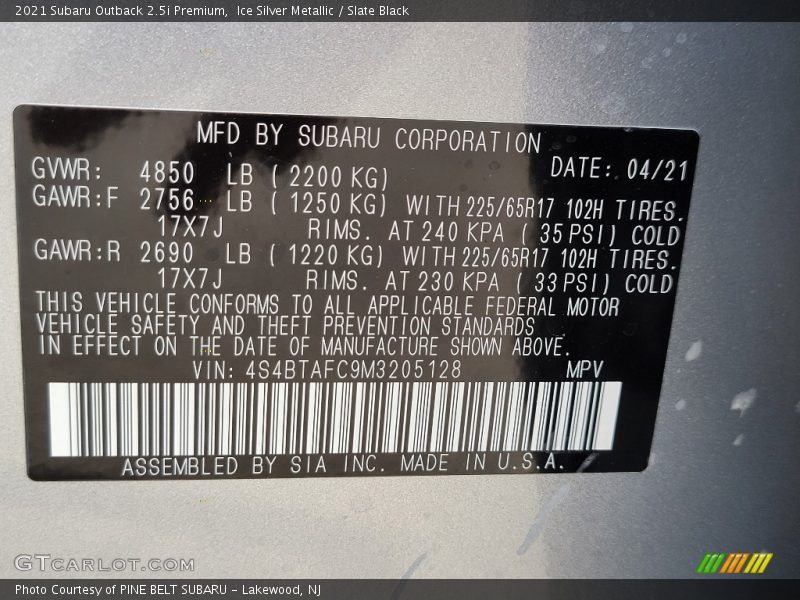 2021 Subaru Outback 2.5i Premium,  Ice Silver Metallic / Slate Black
MFD BY SUBARU CORPORATION
GVWR: 4850 LB ( 2200 KG) DATE: 04/21
GAWR:F 2756 LB ( 1250 KG) WITH 225/65R17 102H TIRES.
17X7J RIMS. AT 240 KPA ( 35 PSI) COLD
GAWR:R 2690 LB ( 1220 KG) WITH 225/65R17 102H TIRES.
17X7J RIMS. AT 230 KPA ( 33 PSI) COLD
THIS VEHICLE CONFORMS TO ALL APPLICABLE FEDERAL MOTOR
VEHICLE SAFETY AND THEFT PREVENTION STANDARDS
IN EFFECT ON THE DATE OF MANUFACTURE SHOWN ABOVE.
VIN: 4S4BTAFC9M3205128 MPV
ASSEMBLED BY SIA INC. MADE IN U.S.A.
GTCARLOT.COM
Photo Courtesy of PINE BELT SUBARU - Lakewood, NJ